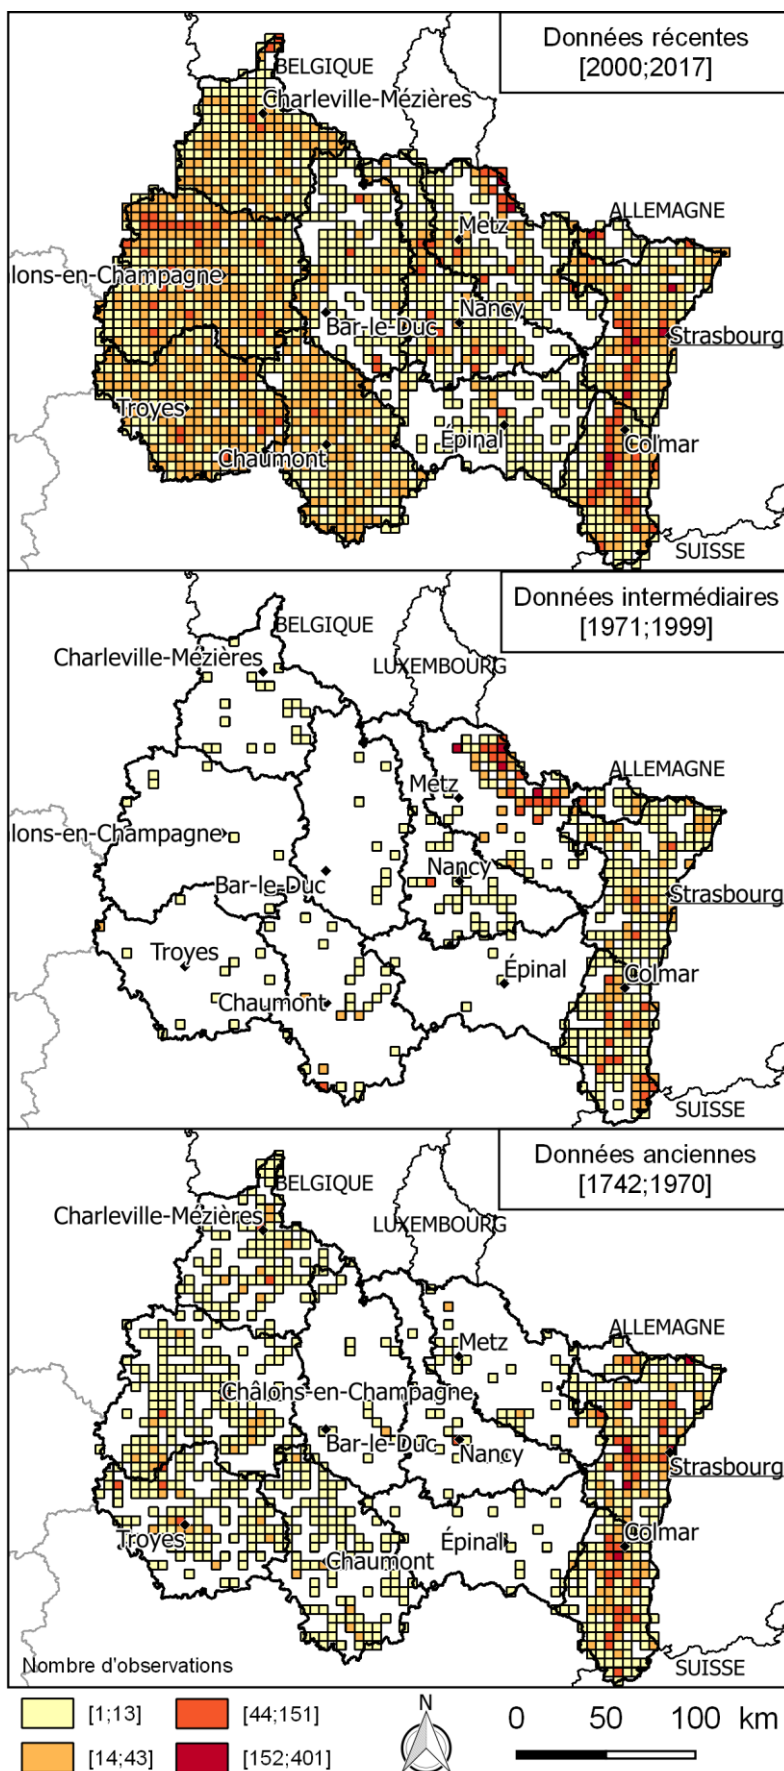 Données récentes
[2000;2017]
BELGIQUE
Charleville-Mézières
ALLEMAGNE
Metz
lons-en-Champagne
Nancy
Bar-le-Duc
Strasbourg
Troyes
Épinal
Colmar
Chaumont
SUISSE
Données intermédiaires
[1971;1999]
BELGIQUE
Charleville-Mézières
LUXEMBOURG
ALLEMAGNE
Metz
lons-en-Champagne
Nancy
Bar-le-Duc
Strasbourg
Troyes
Épinal
Colmar
Chaumont
SUISSE
Données anciennes
[1742;1970]
BELGIQUE
Charleville-Mézières
LUXEMBOURG
ALLEMAGNE
Metz
Châlons-en-Champagne
Bar-le-Duc
Nancy
Strasbourg
Troyes
Épinal
Colmar
Chaumont
Nombre d'observations
SUISSE
[1;13] [44;151] N 0 50 100 km
[14;43] [152;401]